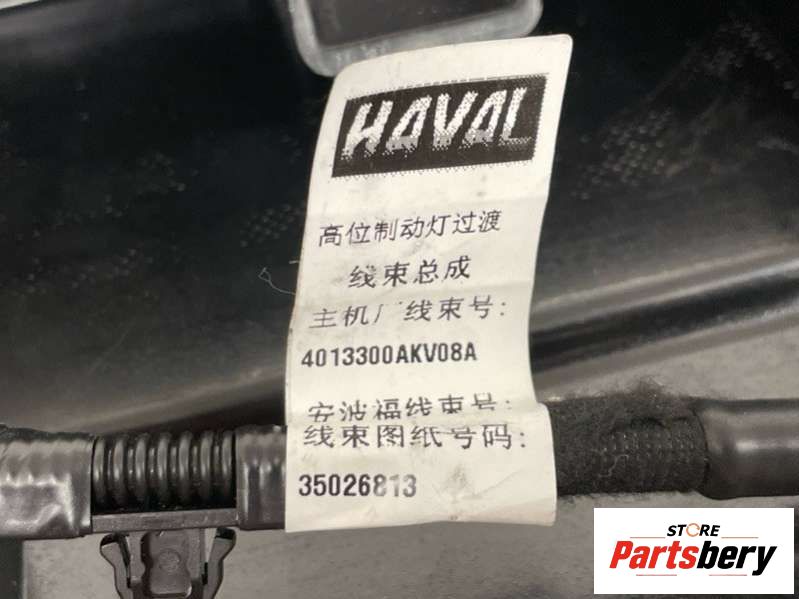 HAVAL
高位制动灯过渡
线束总成
主机厂线束号:
4013300AKV08A
安波福线束号:
线束图纸号码:
35026813
STORE
Partsbery